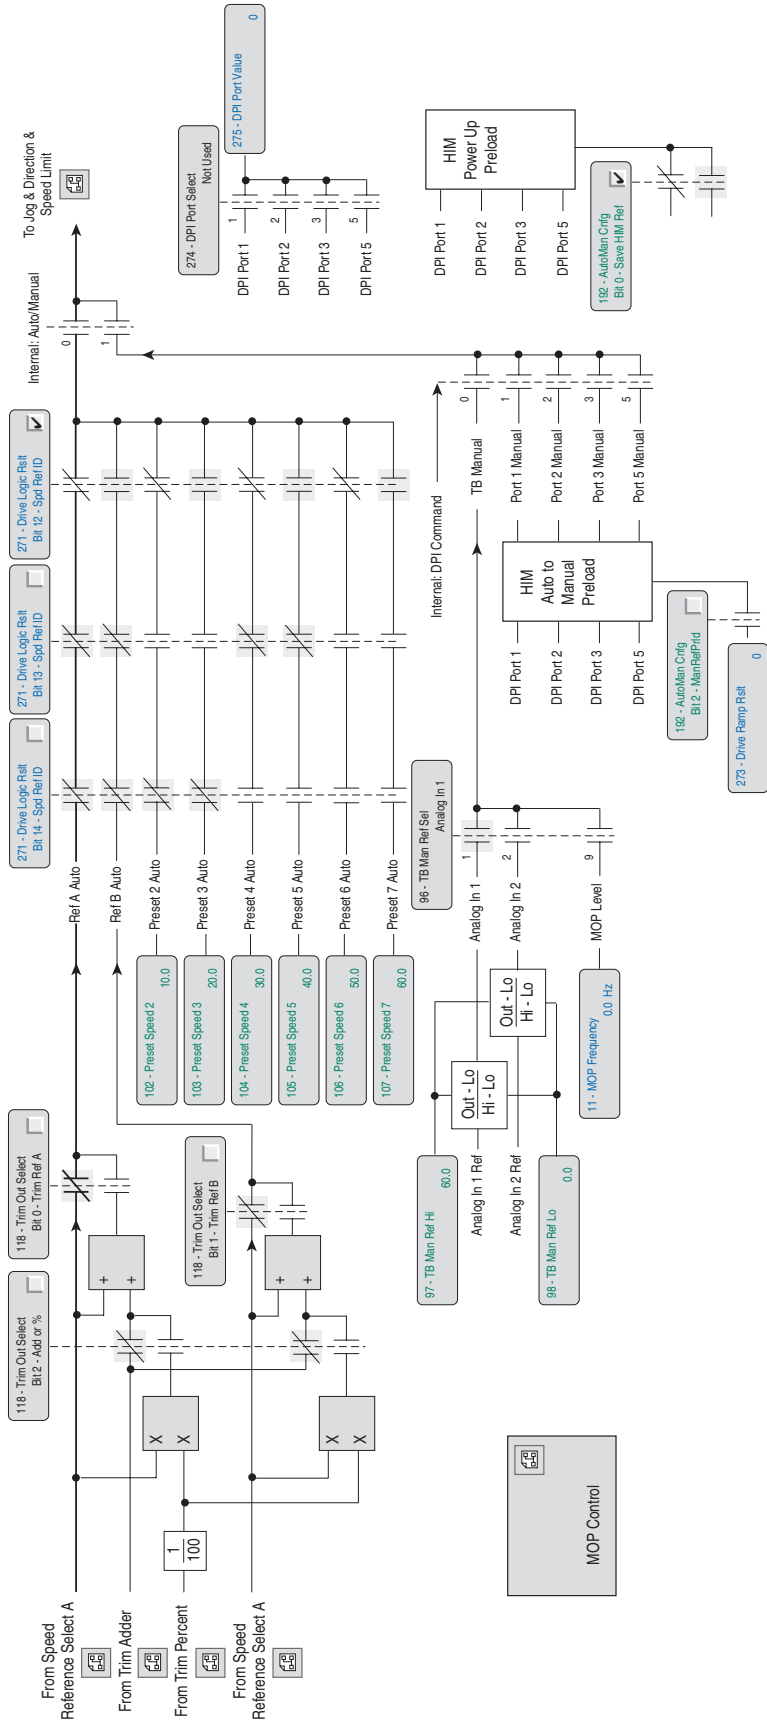 From Speed
Reference Select A
From Trim Adder
From Trim Percent
From Speed
Reference Select A
1
100
X
X
X
X
118 - Trim Out Select
Bit 2 - Add or %
+
+
+
+
118 - Trim Out Select
Bit 0 - Trim Ref A
118 - Trim Out Select
Bit 1 - Trim Ref B
Ref A Auto
Ref B Auto
Preset 2 Auto
Preset 3 Auto
Preset 4 Auto
Preset 5 Auto
Preset 6 Auto
Preset 7 Auto
102 - Preset Speed 2
10.0
103 - Preset Speed 3
20.0
104 - Preset Speed 4
30.0
105 - Preset Speed 5
40.0
106 - Preset Speed 6
50.0
107 - Preset Speed 7
60.0
271 - Drive Logic Rslt
Bit 14 - Spd Ref ID
271 - Drive Logic Rslt
Bit 13 - Spd Ref ID
271 - Drive Logic Rslt
Bit 12 - Spd Ref ID
Internal: Auto/Manual
0
1
To Jog & Direction &
Speed Limit
274 - DPI Port Select
Not Used
275 - DPI Port Value
0
DPI Port 1
1
DPI Port 2
2
DPI Port 3
3
DPI Port 5
5
MOP Control
97 - TB Man Ref Hi
60.0
Analog In 1 Ref
Analog In 2 Ref
98 - TB Man Ref Lo
0.0
Out - Lo
Hi - Lo
Out - Lo
Hi - Lo
11 - MOP Frequency
0.0 Hz
Analog In 1
Analog In 2
MOP Level
96 - TB Man Ref Sel
Analog In 1
1
2
9
Internal: DPI Command
DPI Port 1
DPI Port 2
DPI Port 3
DPI Port 5
HIM
Auto to
Manual
Preload
TB Manual
Port 1 Manual
Port 2 Manual
Port 3 Manual
Port 5 Manual
0
1
2
3
5
192 - AutoMan Cnfg
Bit 2 - ManRefPrld
273 - Drive Ramp Rslt
0
DPI Port 1
DPI Port 2
DPI Port 3
DPI Port 5
HIM
Power Up
Preload
192 - AutoMan Cnfg
Bit 0 - Save HIM Ref